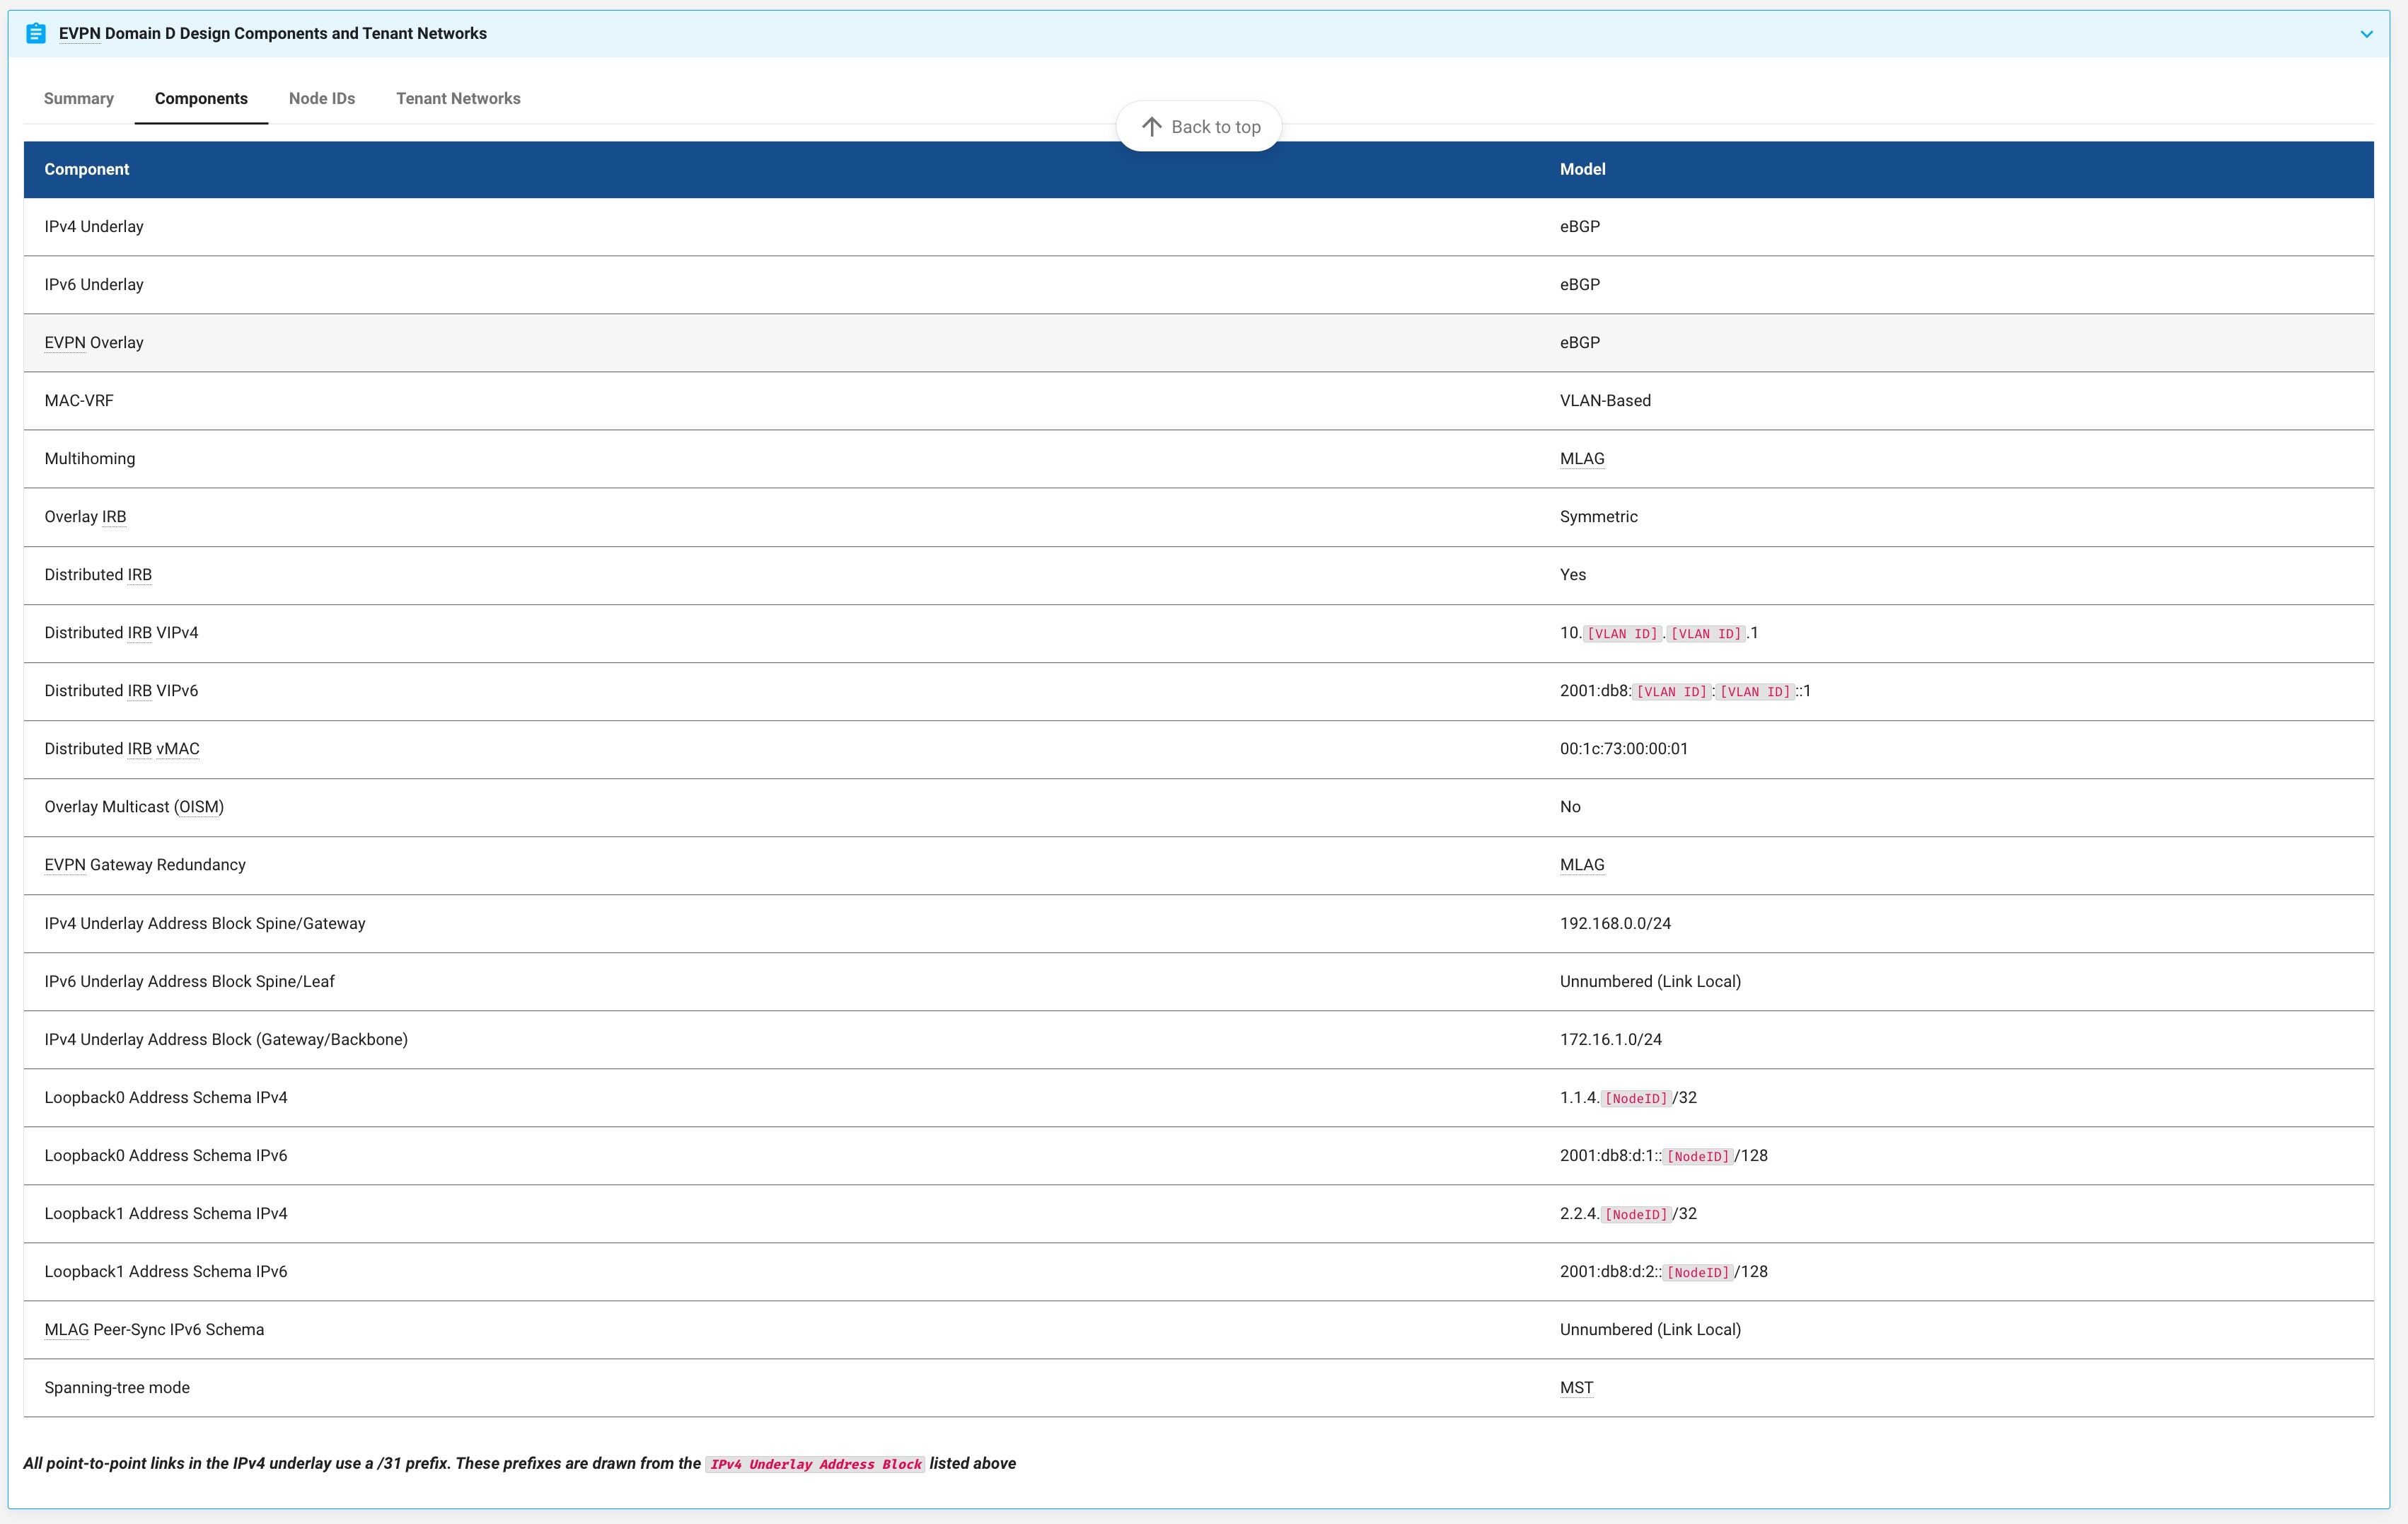 EVPN Domain D Design Components and Tenant Networks
Summary Components Node IDs Tenant Networks
Back to top
Component Model
IPv4 Underlay eBGP
IPv6 Underlay eBGP
EVPN Overlay eBGP
MAC-VRF VLAN-Based
Multihoming MLAG
Overlay IRB Symmetric
Distributed IRB Yes
Distributed IRB VIPv4 10.[VLAN ID].[VLAN ID].1
Distributed IRB VIPv6 2001:db8:[VLAN ID]:[VLAN ID]::1
Distributed IRB vMAC 00:1c:73:00:00:01
Overlay Multicast (OISM) No
EVPN Gateway Redundancy MLAG
IPv4 Underlay Address Block Spine/Gateway 192.168.0.0/24
IPv6 Underlay Address Block Spine/Leaf Unnumbered (Link Local)
IPv4 Underlay Address Block (Gateway/Backbone) 172.16.1.0/24
Loopback0 Address Schema IPv4 1.1.4.[NodeID]/32
Loopback0 Address Schema IPv6 2001:db8:d:1::[NodeID]/128
Loopback1 Address Schema IPv4 2.2.4.[NodeID]/32
Loopback1 Address Schema IPv6 2001:db8:d:2::[NodeID]/128
MLAG Peer-Sync IPv6 Schema Unnumbered (Link Local)
Spanning-tree mode MST
All point-to-point links in the IPv4 underlay use a /31 prefix. These prefixes are drawn from the IPv4 Underlay Address Block listed above